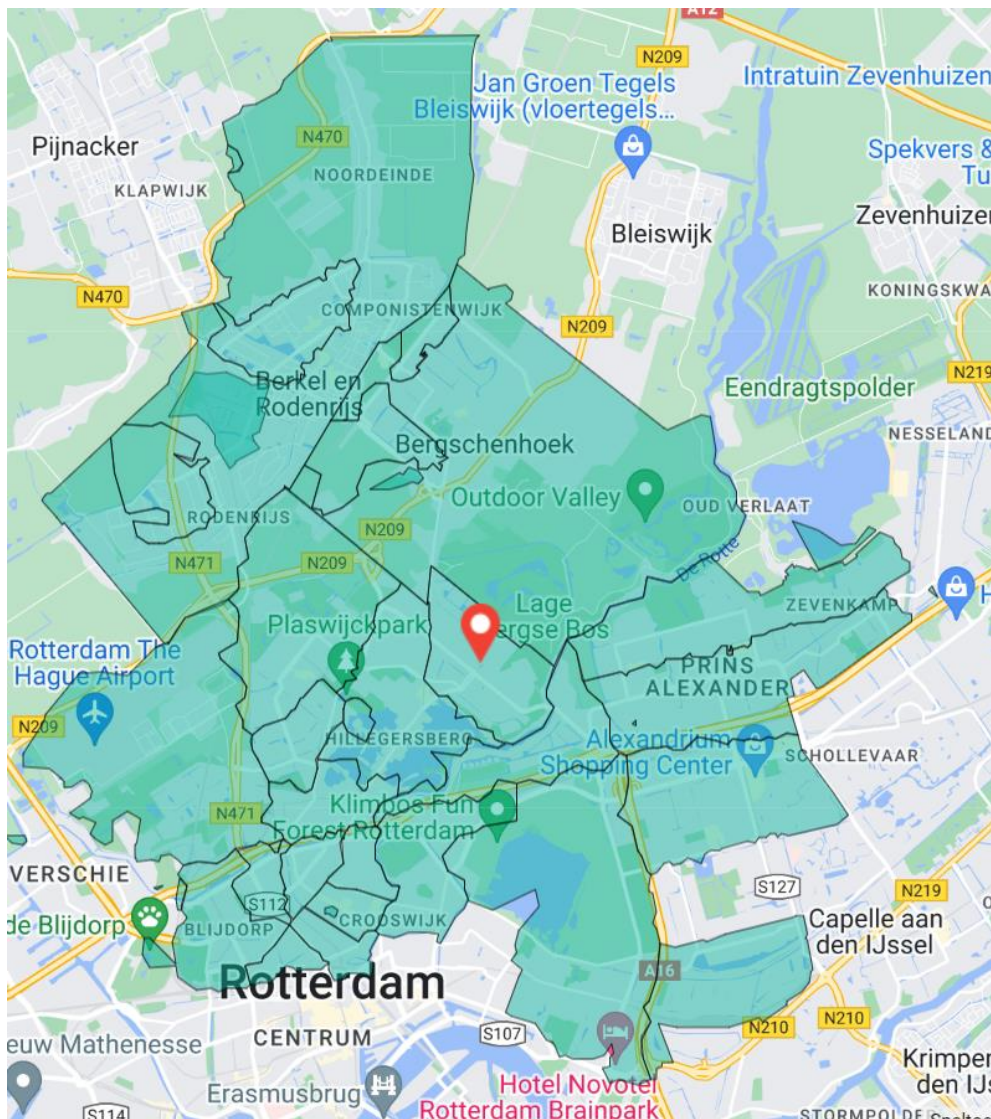 A12
N209
Jan Groen Tegels
Bleiswijk (vloertegels...
Intratuin Zevenhuizen
Pijnacker
N470
Spekvers &
Tu
KLAPWIJK
NOORDEINDE
Bleiswijk
Zevenhuizen
N470
KONINGSKWA
COMPONISTENWIJK
N209
N219
Berkel en
Rodenrijs
Eendragtspolder
NESSELAND
Bergschenhoek
Outdoor Valley
OUD VERLAAT
RODENRIJS
N209
N471
N209
De Rotte
ZEVENKAMP
H
Plaswijckpark
Lage
ergse Bos
Rotterdam The
Hague Airport
PRINS
ALEXANDER
N209
HILLEGERSBERG
Alexandrium
Shopping Center
SCHOLLEVAAR
N471
Klimbos Fun
Forest Rotterdam
VERSCHIE
S127
N219
S112
de Blijdorp
BLIJDORP
CROOSWIJK
Capelle aan
den IJssel
Rotterdam
A16
CENTRUM
S107
N210
N210
euw Mathenesse
Krimpen
den IJs
Erasmusbrug
Hotel Novotel
Rotterdam Brainpark
S114
STORMPOLDE